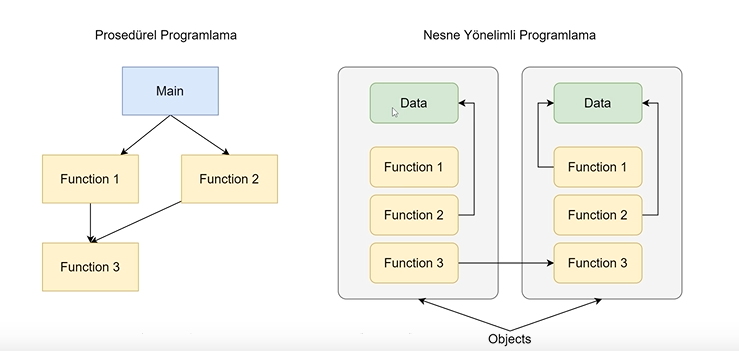 Prosedürel Programlama
Main
Function 1
Function 2
Function 3
Nesne Yönelimli Programlama
Data
Function 1
Function 2
Function 3
Data
Function 1
Function 2
Function 3
Objects